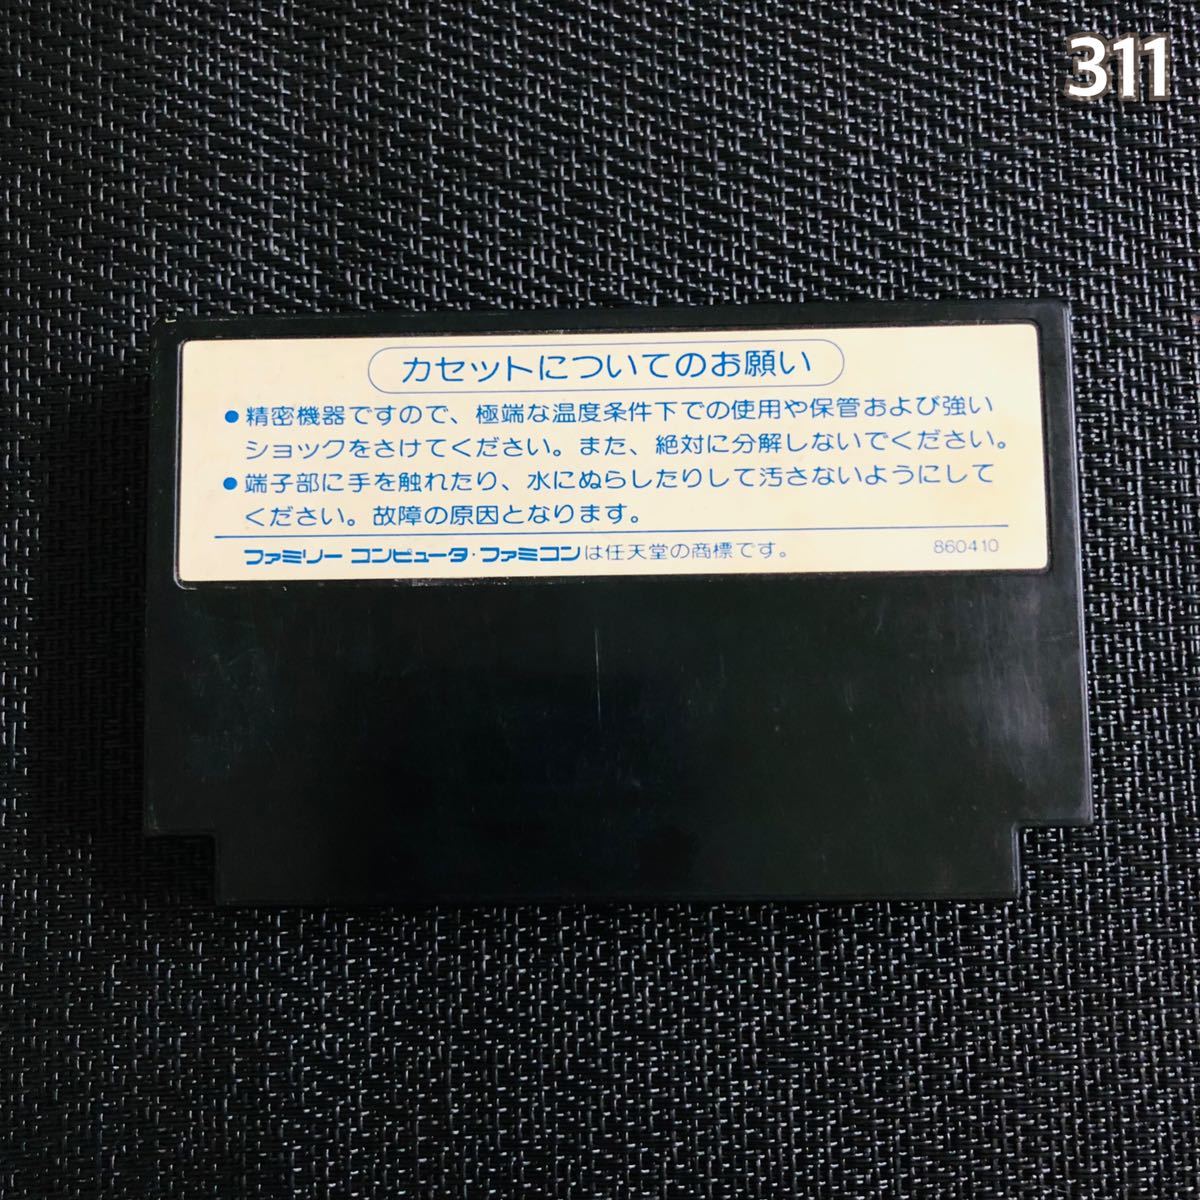 311
カセットについてのお願い
●精密機器ですので、極端な温度条件下での使用や保管および強い
ショックをさけてください。また、絶対に分解しないでください。
●端子部に手を触れたり、水にぬらしたりして汚さないようにして
ください。故障の原因となります。
ファミリー コンピュータ・ファミコンは任天堂の商標です。 860410